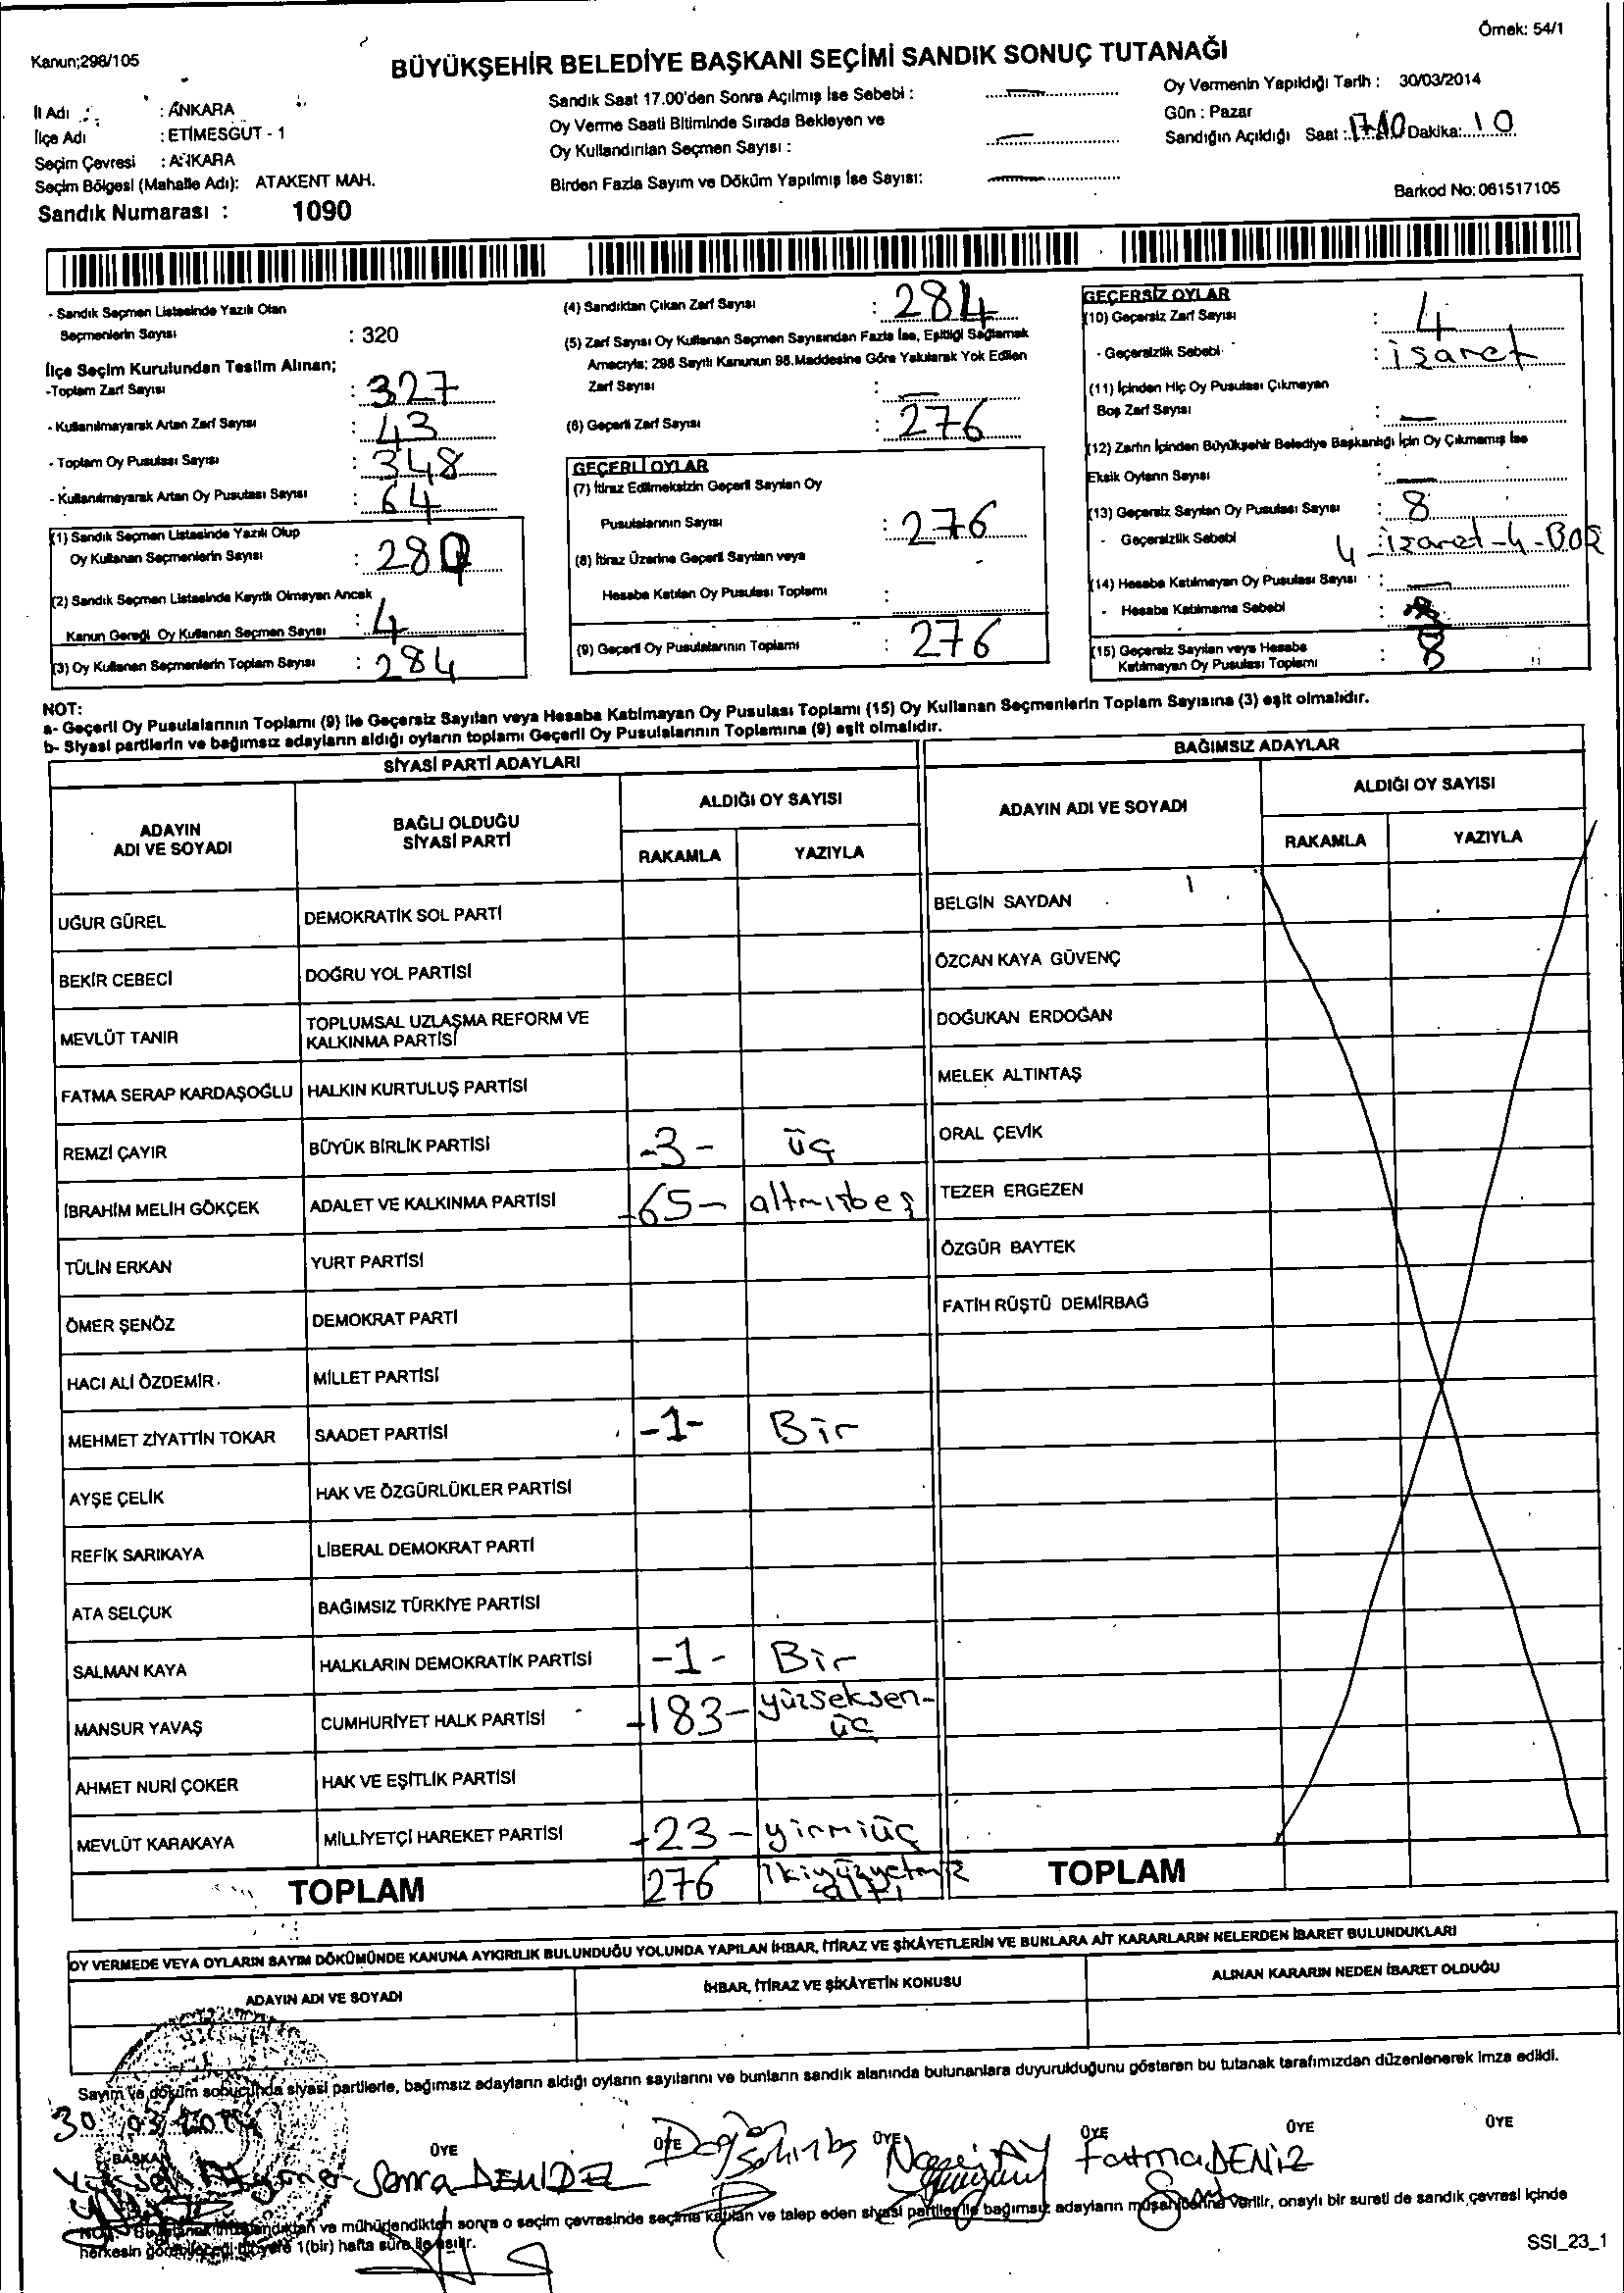 Örnek: 54/1
Kanun;298/105
BÜYÜKŞEHİR BELEDİYE BAŞKANI SEÇİMİ SANDIK SONUÇ TUTANAĞI
İl Adı : ANKARA
İlçe Adı : ETİMESGUT - 1
Seçim Çevresi : ANKARA
Seçim Bölgesi (Mahalle Adı): ATAKENT MAH.
Sandık Numarası : 1090
Sandık Saat 17.00'den Sonra Açılmış İse Sebebi :
Oy Verme Saati Bitiminde Sırada Bekleyen ve
Oy Kullandırılan Seçmen Sayısı :
Birden Fazla Sayım ve Döküm Yapılmış İse Sayısı:
Oy Vermenin Yapıldığı Tarih : 30/03/2014
Gün : Pazar
Sandığın Açıldığı Saat : 1710 Dakika: 10
Barkod No: 061517105
- Sandık Seçmen Listesinde Yazılı Olan
Seçmenlerin Sayısı : 320
İlçe Seçim Kurulundan Teslim Alınan;
-Toplam Zarf Sayısı : 327
- Kullanılmayarak Artan Zarf Sayısı : 43
- Toplam Oy Pusulası Sayısı : 348
- Kullanılmayarak Artan Oy Pusulası Sayısı : 64
(1) Sandık Seçmen Listesinde Yazılı Olup
Oy Kullanan Seçmenlerin Sayısı : 280
(2) Sandık Seçmen Listesinde Kayıtlı Olmayan Ancak
Kanun Gereği Oy Kullanan Seçmen Sayısı : 4
(3) Oy Kullanan Seçmenlerin Toplam Sayısı : 284
(4) Sandıktan Çıkan Zarf Sayısı : 284
(5) Zarf Sayısı Oy Kullanan Seçmen Sayısından Fazla İse, Eşitliği Sağlamak
Amacıyla; 298 Sayılı Kanunun 98.Maddesine Göre Yakılarak Yok Edilen
Zarf Sayısı : —
(6) Geçerli Zarf Sayısı : 276
GEÇERLİ OYLAR
(7) İtiraz Edilmeksizin Geçerli Sayılan Oy
Pusulalarının Sayısı : 276
(8) İtiraz Üzerine Geçerli Sayılan veya
Hesaba Katılan Oy Pusulası Toplamı :
(9) Geçerli Oy Pusulalarının Toplamı : 276
GEÇERSİZ OYLAR
(10) Geçersiz Zarf Sayısı : 4
- Geçersizlik Sebebi : işaret
(11) İçinden Hiç Oy Pusulası Çıkmayan
Boş Zarf Sayısı : —
(12) Zarfın İçinden Büyükşehir Belediye Başkanlığı İçin Oy Çıkmamış İse
Eksik Oyların Sayısı : —
(13) Geçersiz Sayılan Oy Pusulası Sayısı : 8
- Geçersizlik Sebebi : 4-izaret-4-BOŞ
(14) Hesaba Katılmayan Oy Pusulası Sayısı : —
- Hesaba Katılmama Sebebi :
(15) Geçersiz Sayılan veya Hesaba
Katılmayan Oy Pusulası Toplamı : 8
NOT:
a- Geçerli Oy Pusulalarının Toplamı (9) ile Geçersiz Sayılan veya Hesaba Katılmayan Oy Pusulası Toplamı (15) Oy Kullanan Seçmenlerin Toplam Sayısına (3) eşit olmalıdır.
b- Siyasi partilerin ve bağımsız adayların aldığı oyların toplamı Geçerli Oy Pusulalarının Toplamına (9) eşit olmalıdır.
SİYASİ PARTİ ADAYLARI
ADAYIN ADI VE SOYADI
BAĞLI OLDUĞU SİYASİ PARTİ
ALDIĞI OY SAYISI
RAKAMLA YAZIYLA
UĞUR GÜREL DEMOKRATİK SOL PARTİ
BEKİR CEBECİ DOĞRU YOL PARTİSİ
MEVLÜT TANIR TOPLUMSAL UZLAŞMA REFORM VE KALKINMA PARTİSİ
FATMA SERAP KARDAŞOĞLU HALKIN KURTULUŞ PARTİSİ
REMZİ ÇAYIR BÜYÜK BİRLİK PARTİSİ -3- üç
İBRAHİM MELİH GÖKÇEK ADALET VE KALKINMA PARTİSİ -65- altmışbeş
TÜLİN ERKAN YURT PARTİSİ
ÖMER ŞENÖZ DEMOKRAT PARTİ
HACI ALİ ÖZDEMİR MİLLET PARTİSİ
MEHMET ZİYATTİN TOKAR SAADET PARTİSİ -1- Bir
AYŞE ÇELİK HAK VE ÖZGÜRLÜKLER PARTİSİ
REFİK SARIKAYA LİBERAL DEMOKRAT PARTİ
ATA SELÇUK BAĞIMSIZ TÜRKİYE PARTİSİ
SALMAN KAYA HALKLARIN DEMOKRATİK PARTİSİ -1- Bir
MANSUR YAVAŞ CUMHURİYET HALK PARTİSİ -183- yüzseksen-üç
AHMET NURİ ÇOKER HAK VE EŞİTLİK PARTİSİ
MEVLÜT KARAKAYA MİLLİYETÇİ HAREKET PARTİSİ -23- yirmiüç
TOPLAM 276 ikiyüzyetmiş altı
BAĞIMSIZ ADAYLAR
ADAYIN ADI VE SOYADI
ALDIĞI OY SAYISI
RAKAMLA YAZIYLA
BELGİN SAYDAN
ÖZCAN KAYA GÜVENÇ
DOĞUKAN ERDOĞAN
MELEK ALTINTAŞ
ORAL ÇEVİK
TEZER ERGEZEN
ÖZGÜR BAYTEK
FATİH RÜŞTÜ DEMİRBAĞ
TOPLAM
OY VERMEDE VEYA OYLARIN SAYIM DÖKÜMÜNDE KANUNA AYKIRILIK BULUNDUĞU YOLUNDA YAPILAN İHBAR, İTİRAZ VE ŞİKÂYETLERİN VE BUNLARA AİT KARARLARIN NELERDEN İBARET BULUNDUKLARI
ADAYIN ADI VE SOYADI
İHBAR, İTİRAZ VE ŞİKÂYETİN KONUSU
ALINAN KARARIN NEDEN İBARET OLDUĞU
Sayım ve döküm sonucunda siyasi partilerle, bağımsız adayların aldığı oyların sayılarını ve bunların sandık alanında bulunanlara duyurulduğunu gösteren bu tutanak tarafımızdan düzenlenerek imza edildi.
30 03 2014
BAŞKAN ÜYE ÜYE ÜYE ÜYE ÜYE ÜYE
Sonra DEMİREL
Fatma DENİZ
NOT: Bu tutanak imzalandıktan ve mühürlendikten sonra o seçim çevresinde seçime katılan ve talep eden siyasi partiler ile bağımsız adayların müşahitlerine verilir, onaylı bir sureti de sandık çevresi içinde
herkesin görebileceği bir yere 1(bir) hafta süre ile asılır.
SSI_23_1